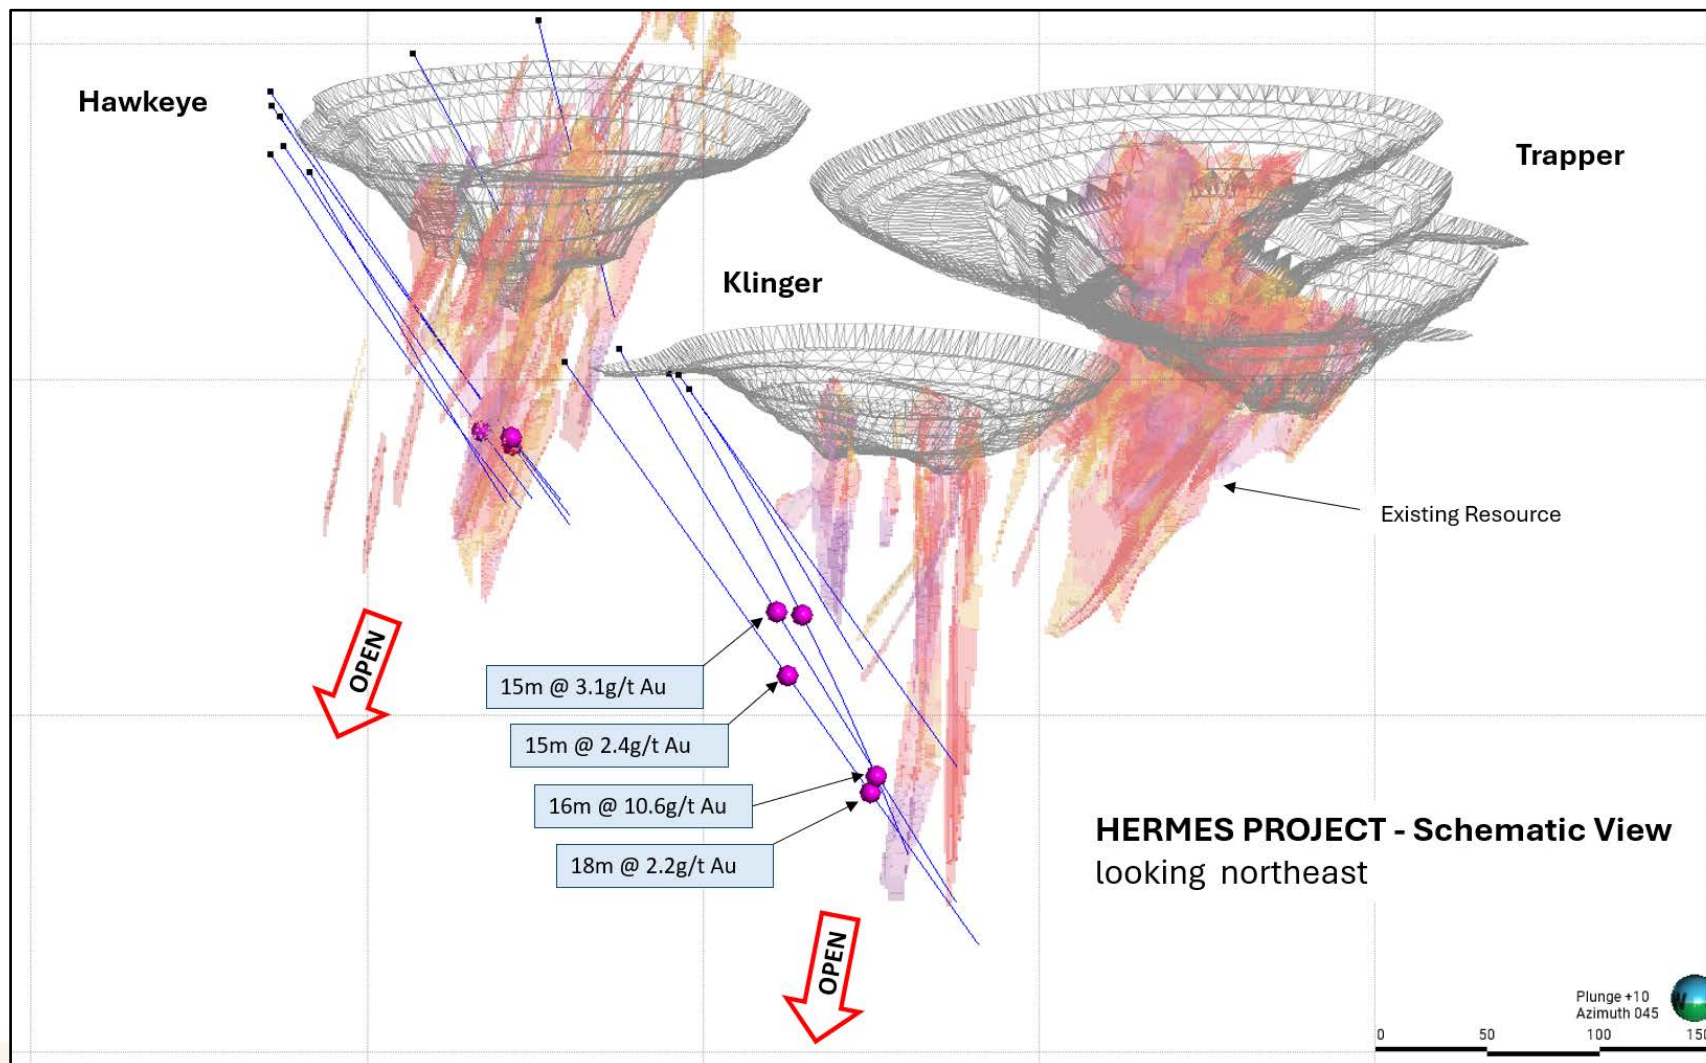 Hawkeye
Trapper
Klinger
Existing Resource
OPEN
15m @ 3.1g/t Au
15m @ 2.4g/t Au
16m @ 10.6g/t Au
18m @ 2.2g/t Au
HERMES PROJECT - Schematic View
looking northeast
OPEN
Plunge +10
Azimuth 045
0 50 100 150